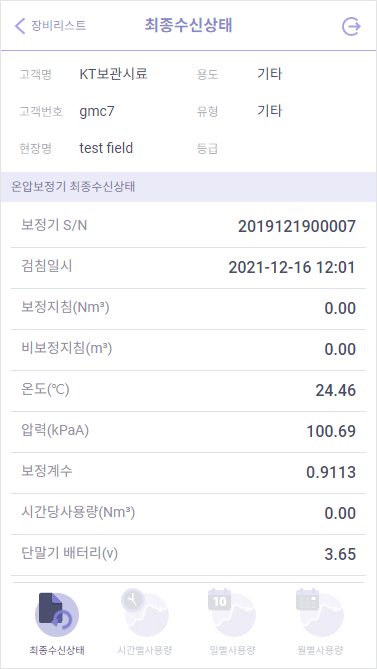 장비리스트 최종수신상태
고객명 KT보관시료 용도 기타
고객번호 gmc7 유형 기타
현장명 test field 등급
온압보정기 최종수신상태
보정기 S/N 2019121900007
검침일시 2021-12-16 12:01
보정지침(Nm³) 0.00
비보정지침(m³) 0.00
온도(℃) 24.46
압력(kPaA) 100.69
보정계수 0.9113
시간당사용량(Nm³) 0.00
단말기 배터리(v) 3.65
10
최종수신상태 시간별사용량 일별사용량 월별사용량